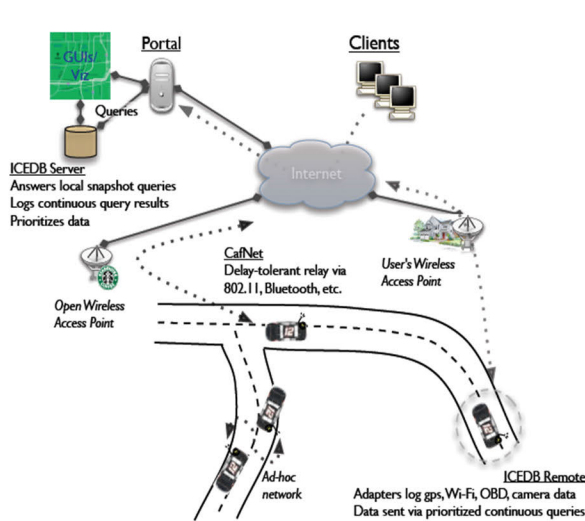 Portal
Clients
GUIs/
Viz
Queries
Internet
ICEDB Server
Answers local snapshot queries
Logs continuous query results
Prioritizes data
CafNet
Delay-tolerant relay via
802.11, Bluetooth, etc.
User's Wireless
Access Point
Open Wireless
Access Point
Ad-hoc
network
ICEDB Remote
Adapters log gps, Wi-Fi, OBD, camera data
Data sent via prioritized continuous queries